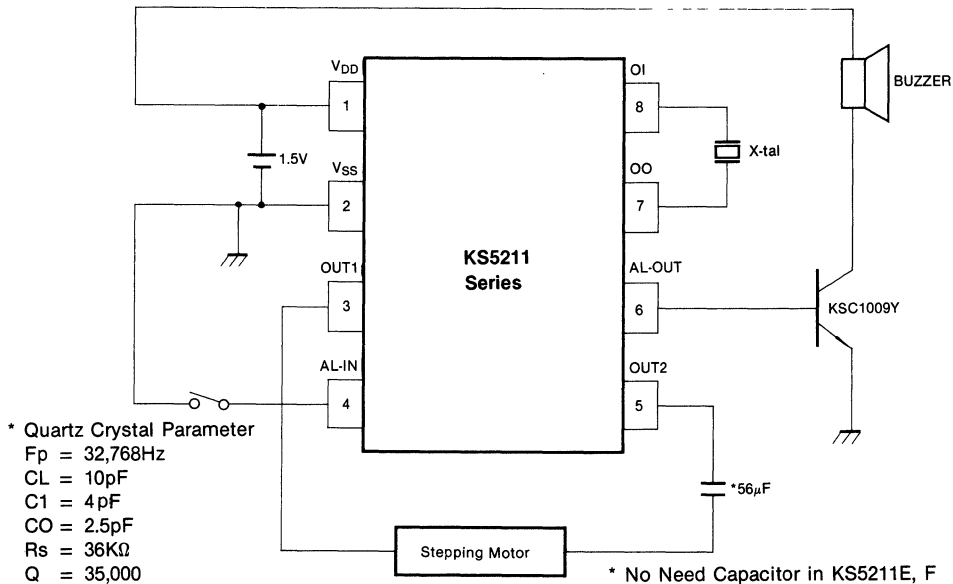 VDD
1
1.5V
VSS
2
OUT1
3
AL-IN
4
KS5211
Series
OI
8
X-tal
OO
7
AL-OUT
6
OUT2
5
BUZZER
KSC1009Y
*56µF
Stepping Motor
* Quartz Crystal Parameter
Fp = 32,768Hz
CL = 10pF
C1 = 4pF
CO = 2.5pF
Rs = 36KΩ
Q = 35,000
* No Need Capacitor in KS5211E, F